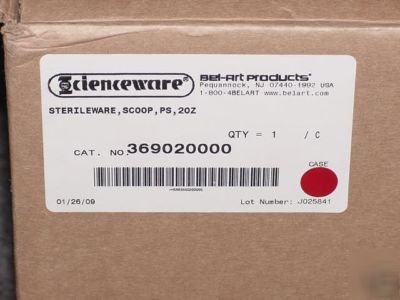 Scienceware®
Bel-Art Products®
Pequannock, NJ 07440-1992 USA
1-800-4BELART www.belart.com
STERILEWARE, SCOOP, PS, 2OZ
QTY = 1 / C
CAT. NO. 369020000
CASE
01/26/09
Lot Number: J025841